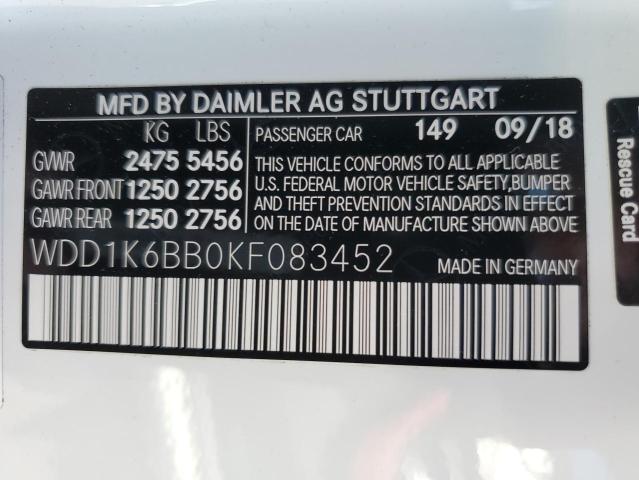 MFD BY DAIMLER AG STUTTGART
KG LBS
GVWR 2475 5456
GAWR FRONT 1250 2756
GAWR REAR 1250 2756
PASSENGER CAR 149 09/18
THIS VEHICLE CONFORMS TO ALL APPLICABLE
U.S. FEDERAL MOTOR VEHICLE SAFETY,BUMPER
AND THEFT PREVENTION STANDARDS IN EFFECT
ON THE DATE OF MANUFACTURE SHOWN ABOVE
WDD1K6BB0KF083452 MADE IN GERMANY
Rescue Card